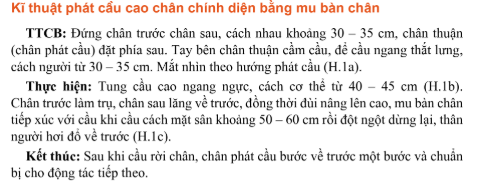 Kĩ thuật phát cầu cao chân chính diện bằng mu bàn chân
TTCB: Đứng chân trước chân sau, cách nhau khoảng 30 – 35 cm, chân thuận
(chân phát cầu) đặt phía sau. Tay bên chân thuận cầm cầu, để cầu ngang thắt lưng,
cách người từ 30 – 35 cm. Mắt nhìn theo hướng phát cầu (H.1a).
Thực hiện: Tung cầu cao ngang ngực, cách cơ thể từ 40 – 45 cm (H.1b).
Chân trước làm trụ, chân sau lăng về trước, đồng thời đùi nâng lên cao, mu bàn chân
tiếp xúc với cầu khi cầu cách mặt sân khoảng 50 – 60 cm rồi đột ngột dừng lại, thân
người hơi đổ về trước (H.1c).
Kết thúc: Sau khi cầu rời chân, chân phát cầu bước về trước một bước và chuẩn
bị cho động tác tiếp theo.